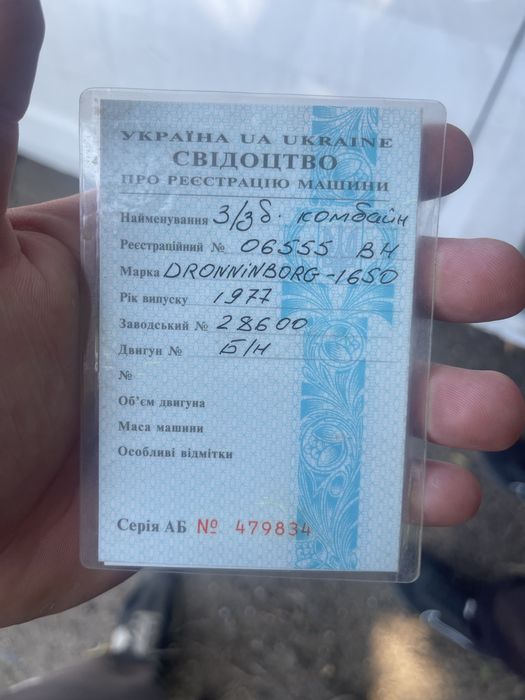 УКРАЇНА UA UKRAINE
СВІДОЦТВО
ПРО РЕЄСТРАЦІЮ МАШИНИ
Найменування З/зб. комбайн
Реєстраційний № 06555 ВН
Марка DRONNiNBORG-1650
Рік випуску 1977
Заводський № 28600
Двигун № Б/Н
№
Об'єм двигуна
Маса машини
Особливі відмітки
Серія АБ № 479834